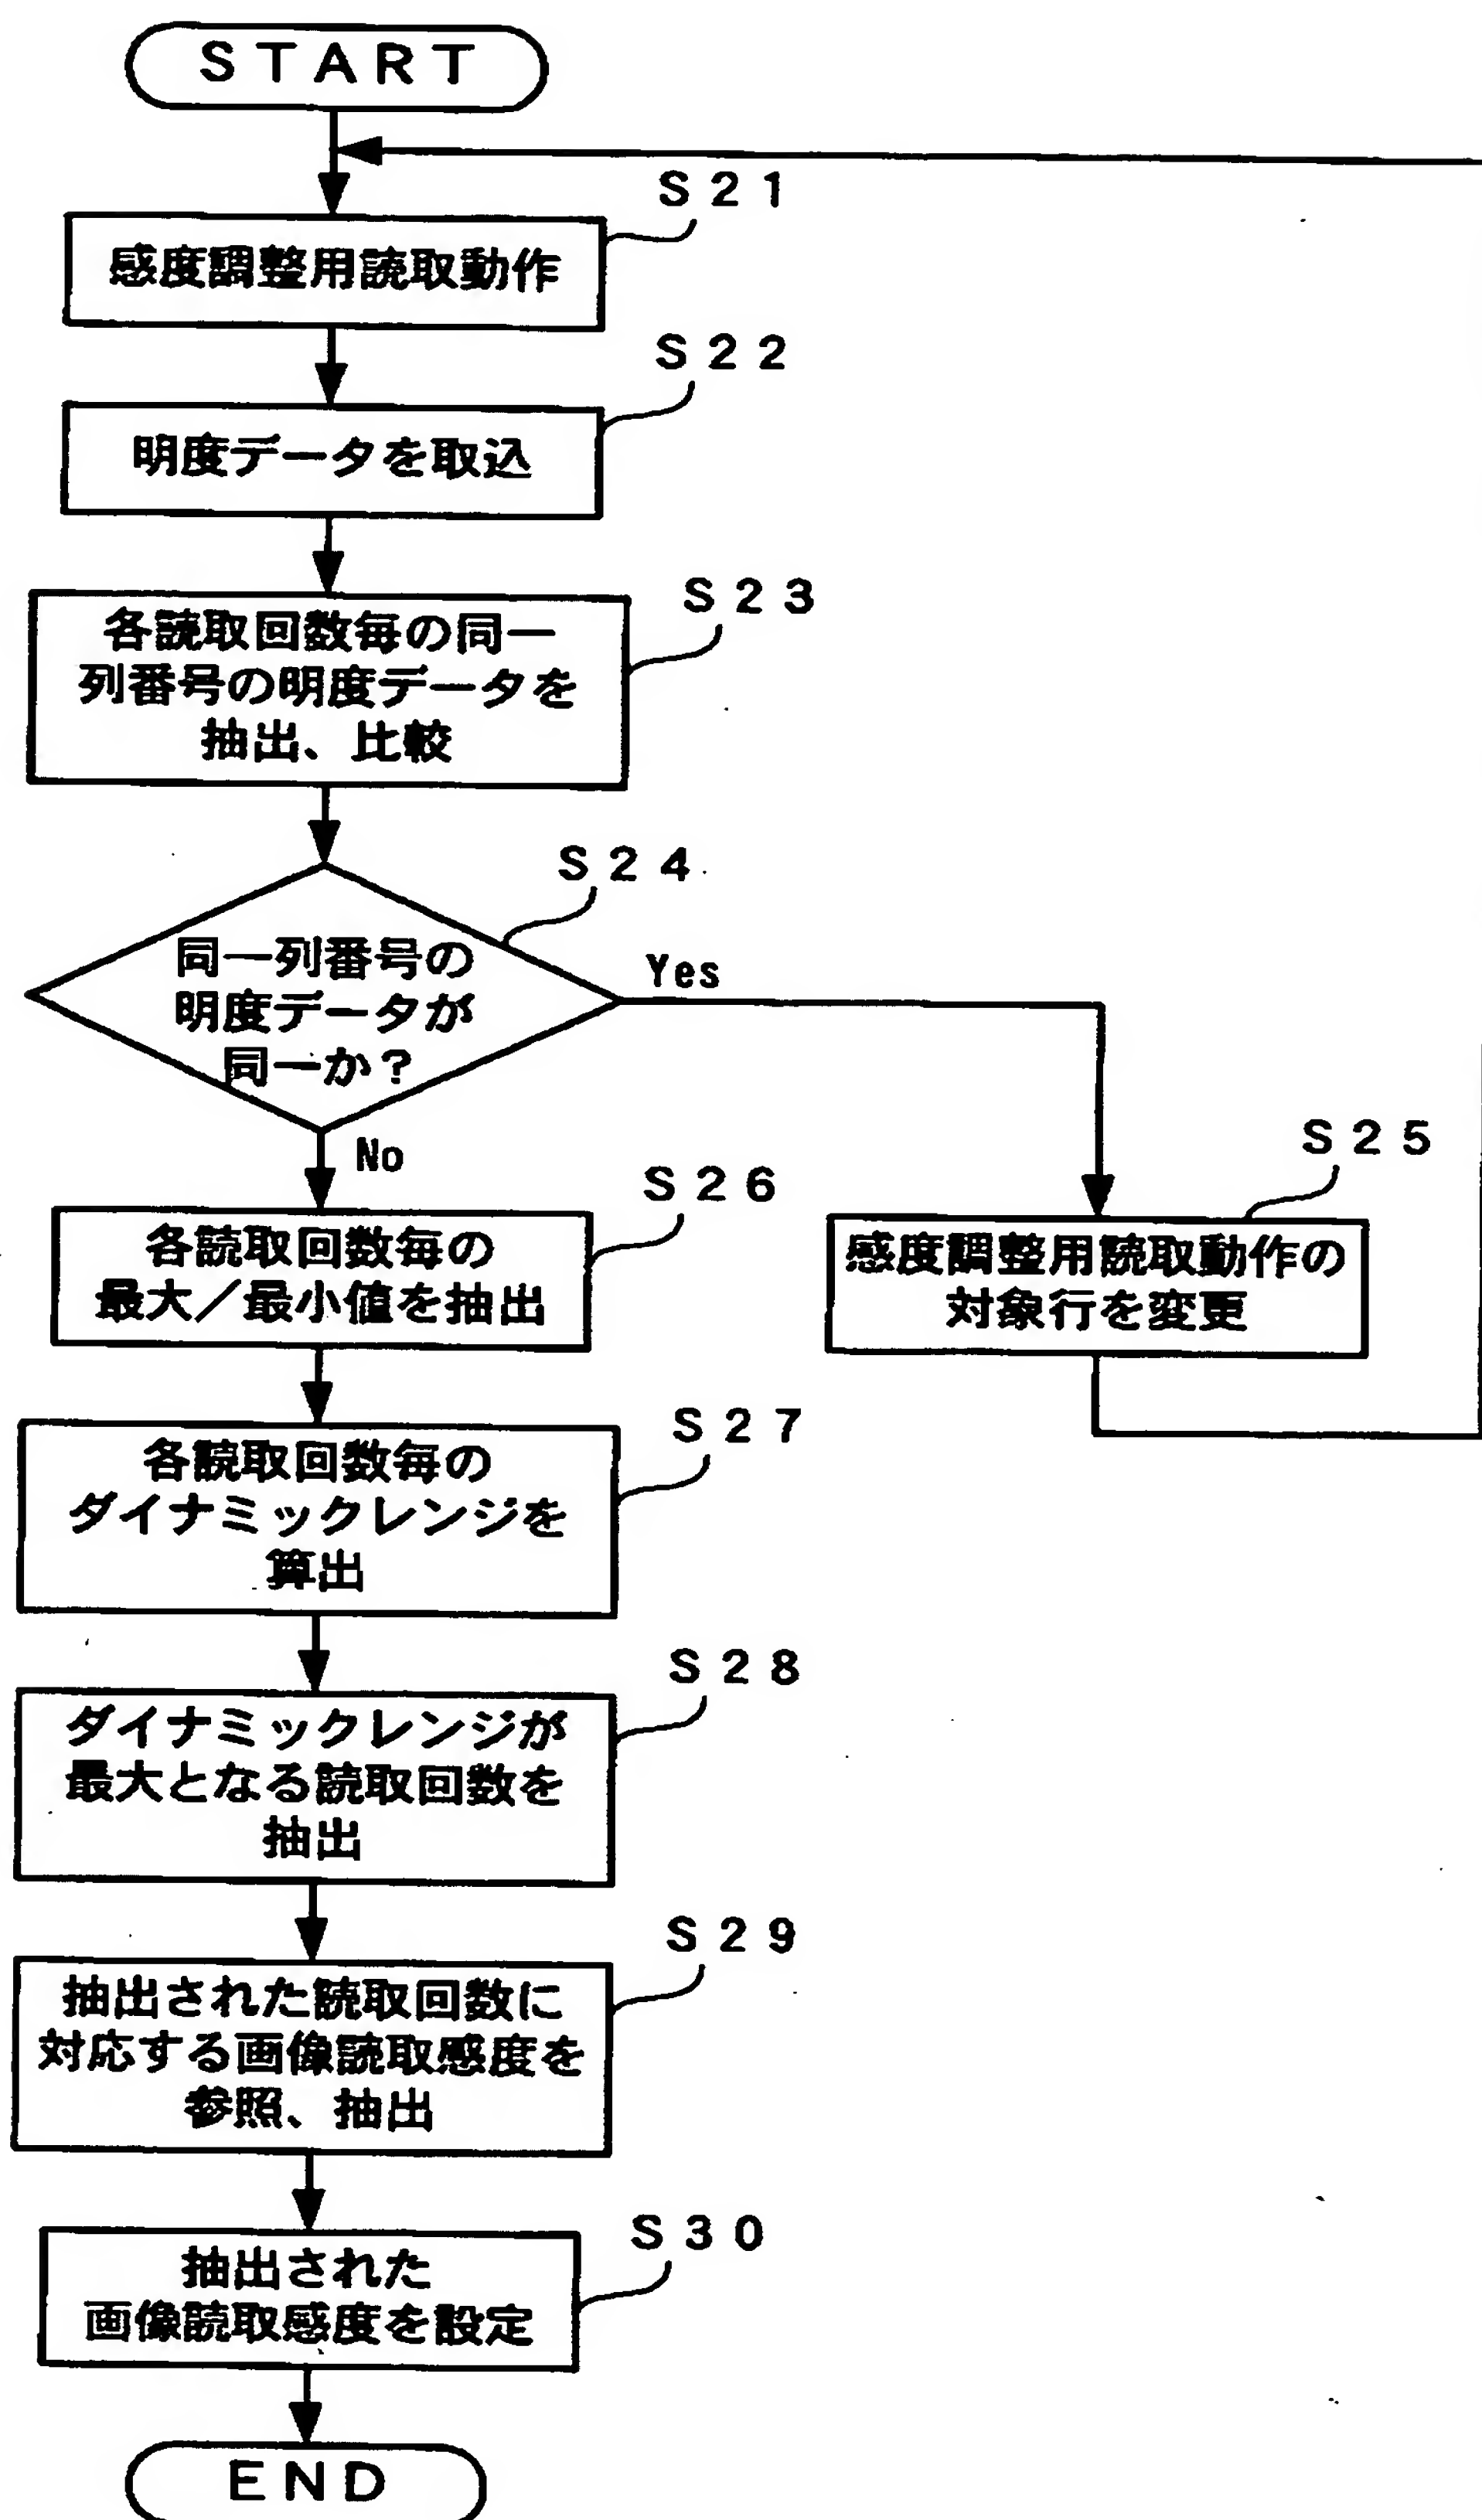 START
S21
感度調整用読取動作
S22
明度データを取込
S23
各読取回数毎の同一
列番号の明度データを
抽出、比較
S24
同一列番号の
明度データが
同一か?
Yes
No
S25
感度調整用読取動作の
対象行を変更
S26
各読取回数毎の
最大／最小値を抽出
S27
各読取回数毎の
ダイナミックレンジを
算出
S28
ダイナミックレンジが
最大となる読取回数を
抽出
S29
抽出された読取回数に
対応する画像読取感度を
参照、抽出
S30
抽出された
画像読取感度を設定
END